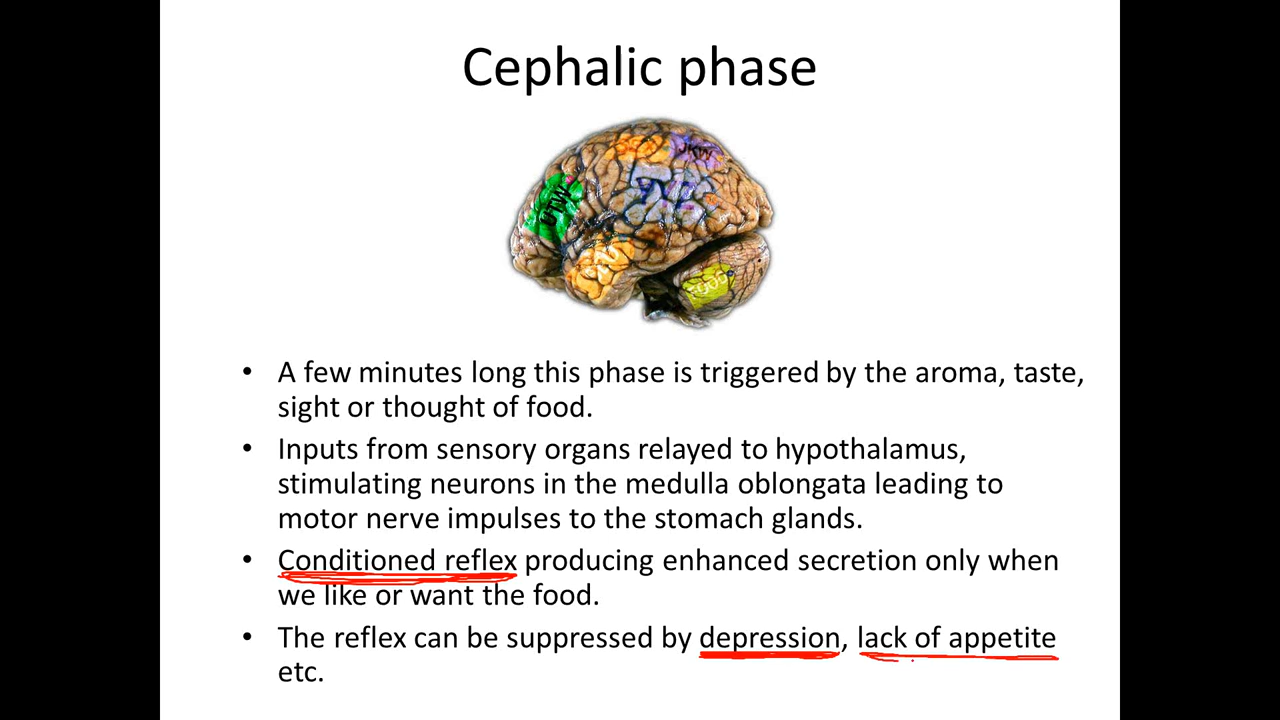 Cephalic phase
JKW
FOOD
• A few minutes long this phase is triggered by the aroma, taste,
sight or thought of food.
• Inputs from sensory organs relayed to hypothalamus,
stimulating neurons in the medulla oblongata leading to
motor nerve impulses to the stomach glands.
• Conditioned reflex producing enhanced secretion only when
we like or want the food.
• The reflex can be suppressed by depression, lack of appetite
etc.